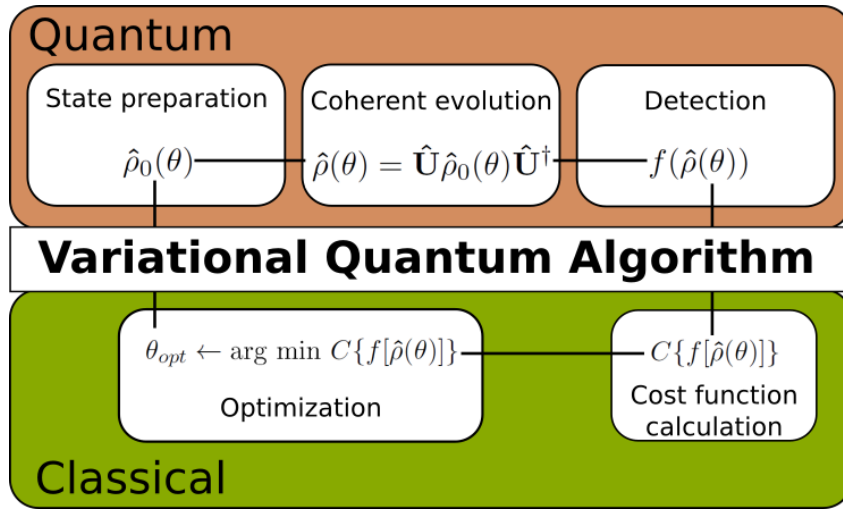 Quantum
State preparation
Coherent evolution
Detection
ρ̂₀(θ)
ρ̂(θ) = Û ρ̂₀(θ) Û†
f(ρ̂(θ))
Variational Quantum Algorithm
θ_opt ← arg min C{f[ρ̂(θ)]}
C{f[ρ̂(θ)]}
Optimization
Cost function
calculation
Classical